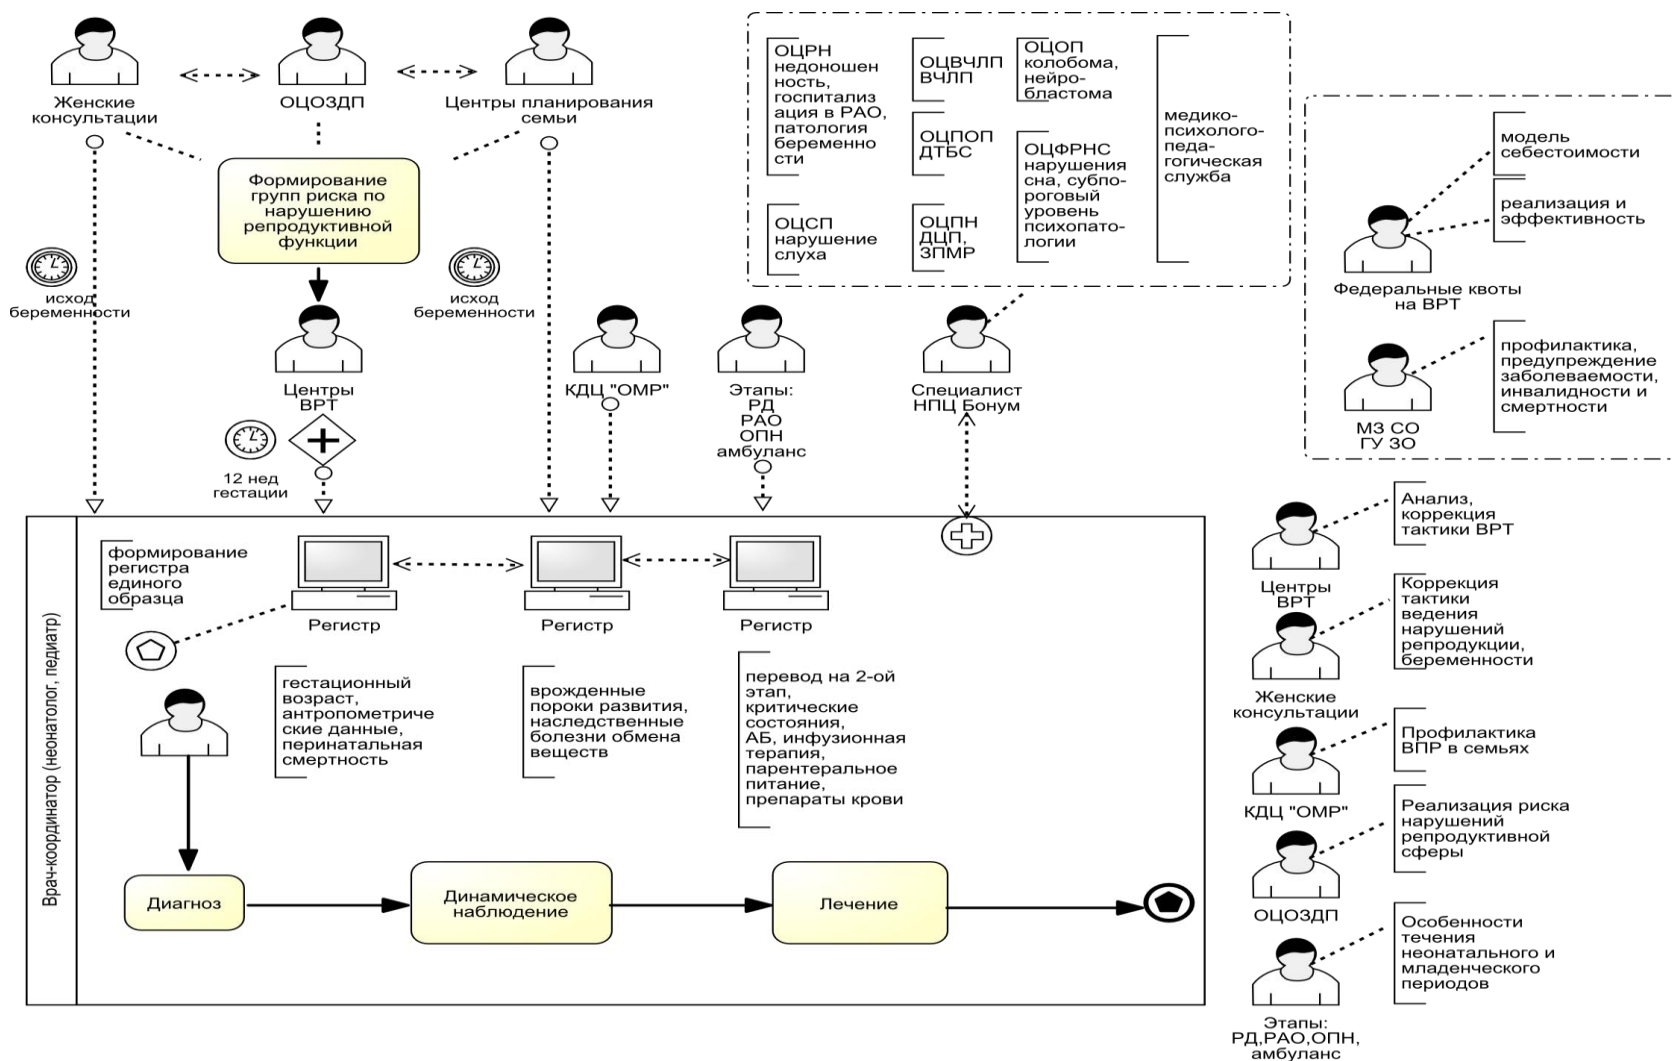 Женские
консультации
ОЦОЗДП
Центры планирования
семьи
Формирование
групп риска по
нарушению
репродуктивной
функции
исход
беременности
исход
беременности
Центры
ВРТ
12 нед
гестации
КДЦ "ОМР"
Этапы:
РД
РАО
ОПН
амбуланс
Специалист
НПЦ Бонум
ОЦРН
недоношен
ность,
госпитализ
ация в РАО,
патология
беременно
сти
ОЦСП
нарушение
слуха
ОЦВЧЛП
ВЧЛП
ОЦПОП
ДТБС
ОЦПН
ДЦП,
ЗПМР
ОЦОП
колобома,
нейро-
бластома
ОЦФРНС
нарушения
сна, субпо-
роговый
уровень
психопато-
логии
медико-
психолого-
педа-
гогическая
служба
модель
себестоимости
реализация и
эффективность
Федеральные квоты
на ВРТ
профилактика,
предупреждение
заболеваемости,
инвалидности и
смертности
МЗ СО
ГУ ЗО
Врач-координатор (неонатолог, педиатр)
формирование
регистра
единого
образца
Регистр
Регистр
Регистр
гестационный
возраст,
антропометриче
ские данные,
перинатальная
смертность
врожденные
пороки развития,
наследственные
болезни обмена
веществ
перевод на 2-ой
этап,
критические
состояния,
АБ, инфузионная
терапия,
парентеральное
питание,
препараты крови
Диагноз
Динамическое
наблюдение
Лечение
Анализ,
коррекция
тактики ВРТ
Центры
ВРТ
Коррекция
тактики
ведения
нарушений
репродукции,
беременности
Женские
консультации
Профилактика
ВПР в семьях
КДЦ "ОМР"
Реализация риска
нарушений
репродуктивной
сферы
ОЦОЗДП
Особенности
течения
неонатального и
младенческого
периодов
Этапы:
РД,РАО,ОПН,
амбуланс